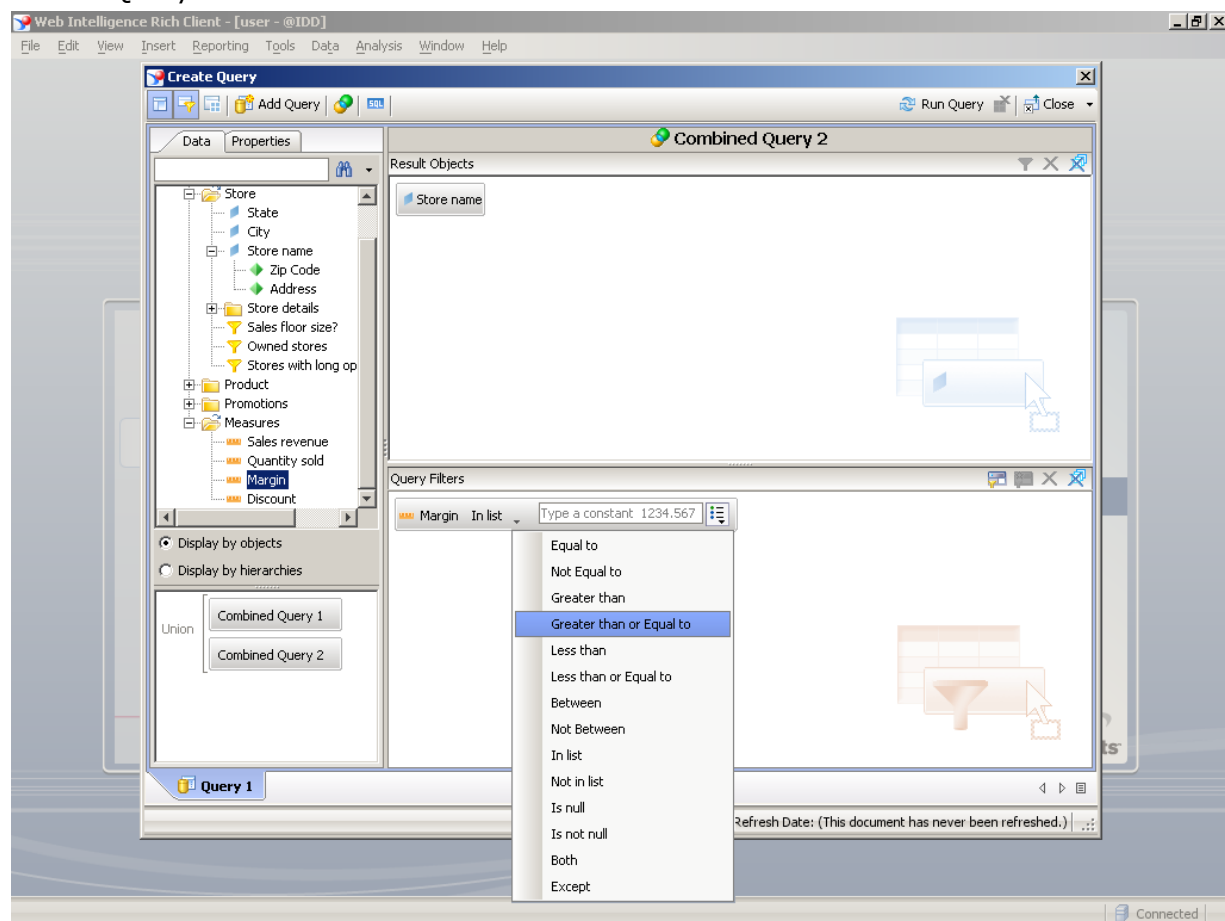 Web Intelligence Rich Client - [user - @IDD]
File Edit View Insert Reporting Tools Data Analysis Window Help
Create Query
Add Query SQL Run Query Close
Data Properties
Combined Query 2
Result Objects
Store name
Store
State
City
Store name
Zip Code
Address
Store details
Sales floor size?
Owned stores
Stores with long op
Product
Promotions
Measures
Sales revenue
Quantity sold
Margin
Discount
Query Filters
Margin In list Type a constant 1234.567
Equal to
Not Equal to
Greater than
Greater than or Equal to
Less than
Less than or Equal to
Between
Not Between
In list
Not in list
Is null
Is not null
Both
Except
Display by objects
Display by hierarchies
Union
Combined Query 1
Combined Query 2
Query 1
Refresh Date: (This document has never been refreshed.)
Connected